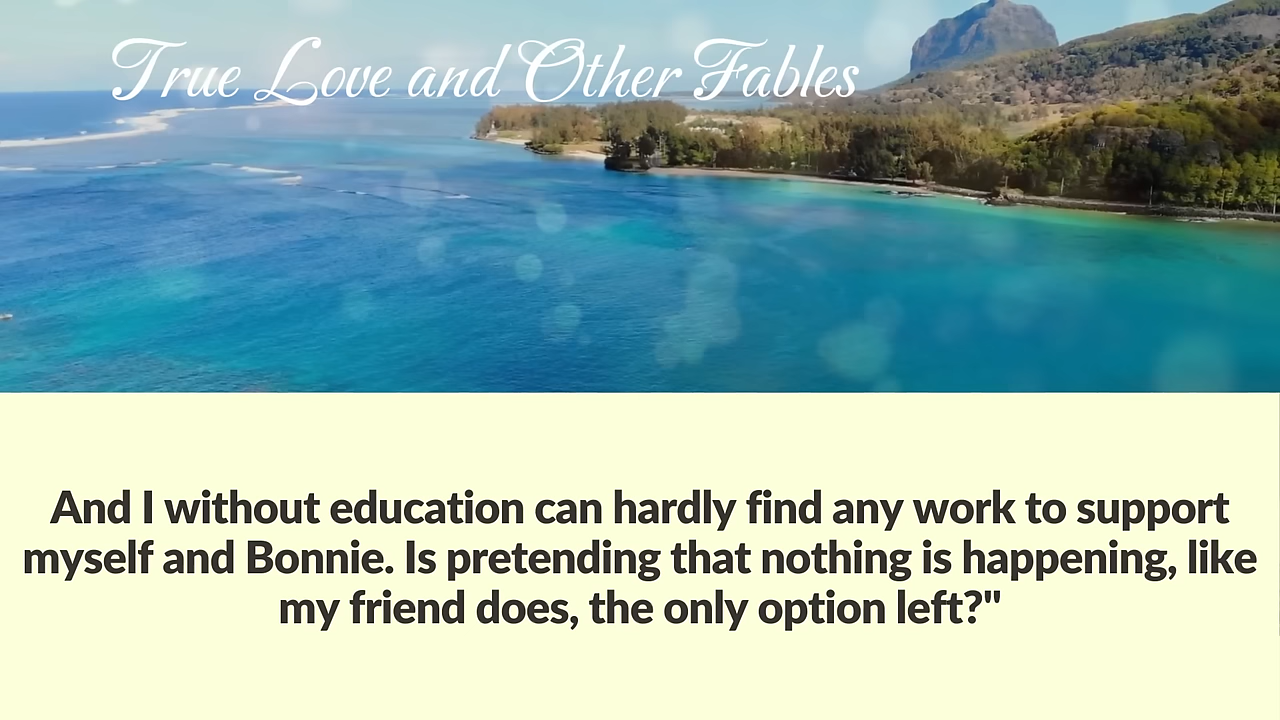 True Love and Other Fables
And I without education can hardly find any work to support
myself and Bonnie. Is pretending that nothing is happening, like
my friend does, the only option left?"